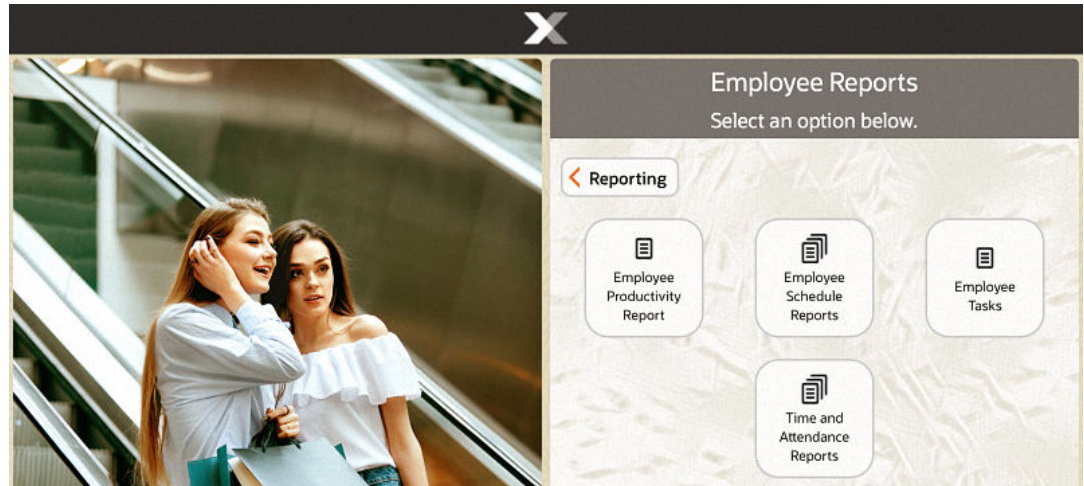 Employee Reports
Select an option below.
Reporting
Employee
Productivity
Report
Employee
Schedule
Reports
Employee
Tasks
Time and
Attendance
Reports